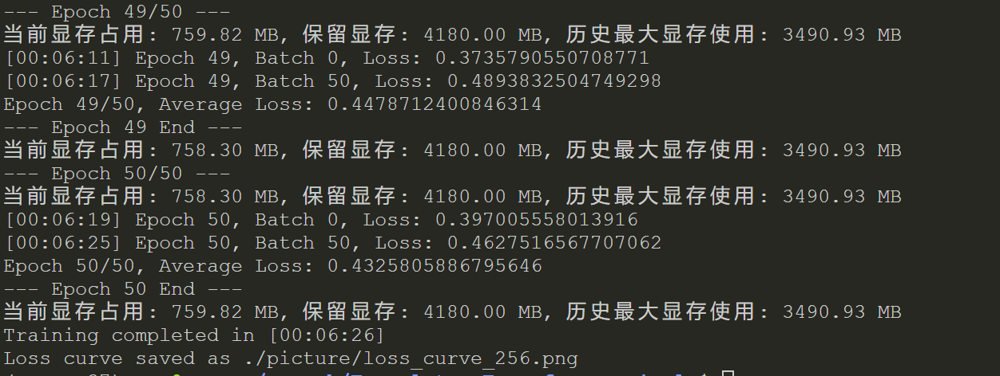 --- Epoch 49/50 ---
当前显存占用: 759.82 MB, 保留显存: 4180.00 MB, 历史最大显存使用: 3490.93 MB
[00:06:11] Epoch 49, Batch 0, Loss: 0.3735790550708771
[00:06:17] Epoch 49, Batch 50, Loss: 0.4893832504749298
Epoch 49/50, Average Loss: 0.4478712400846314
--- Epoch 49 End ---
当前显存占用: 758.30 MB, 保留显存: 4180.00 MB, 历史最大显存使用: 3490.93 MB
--- Epoch 50/50 ---
当前显存占用: 758.30 MB, 保留显存: 4180.00 MB, 历史最大显存使用: 3490.93 MB
[00:06:19] Epoch 50, Batch 0, Loss: 0.397005558013916
[00:06:25] Epoch 50, Batch 50, Loss: 0.4627516567707062
Epoch 50/50, Average Loss: 0.4325805886795646
--- Epoch 50 End ---
当前显存占用: 759.82 MB, 保留显存: 4180.00 MB, 历史最大显存使用: 3490.93 MB
Training completed in [00:06:26]
Loss curve saved as ./picture/loss_curve_256.png